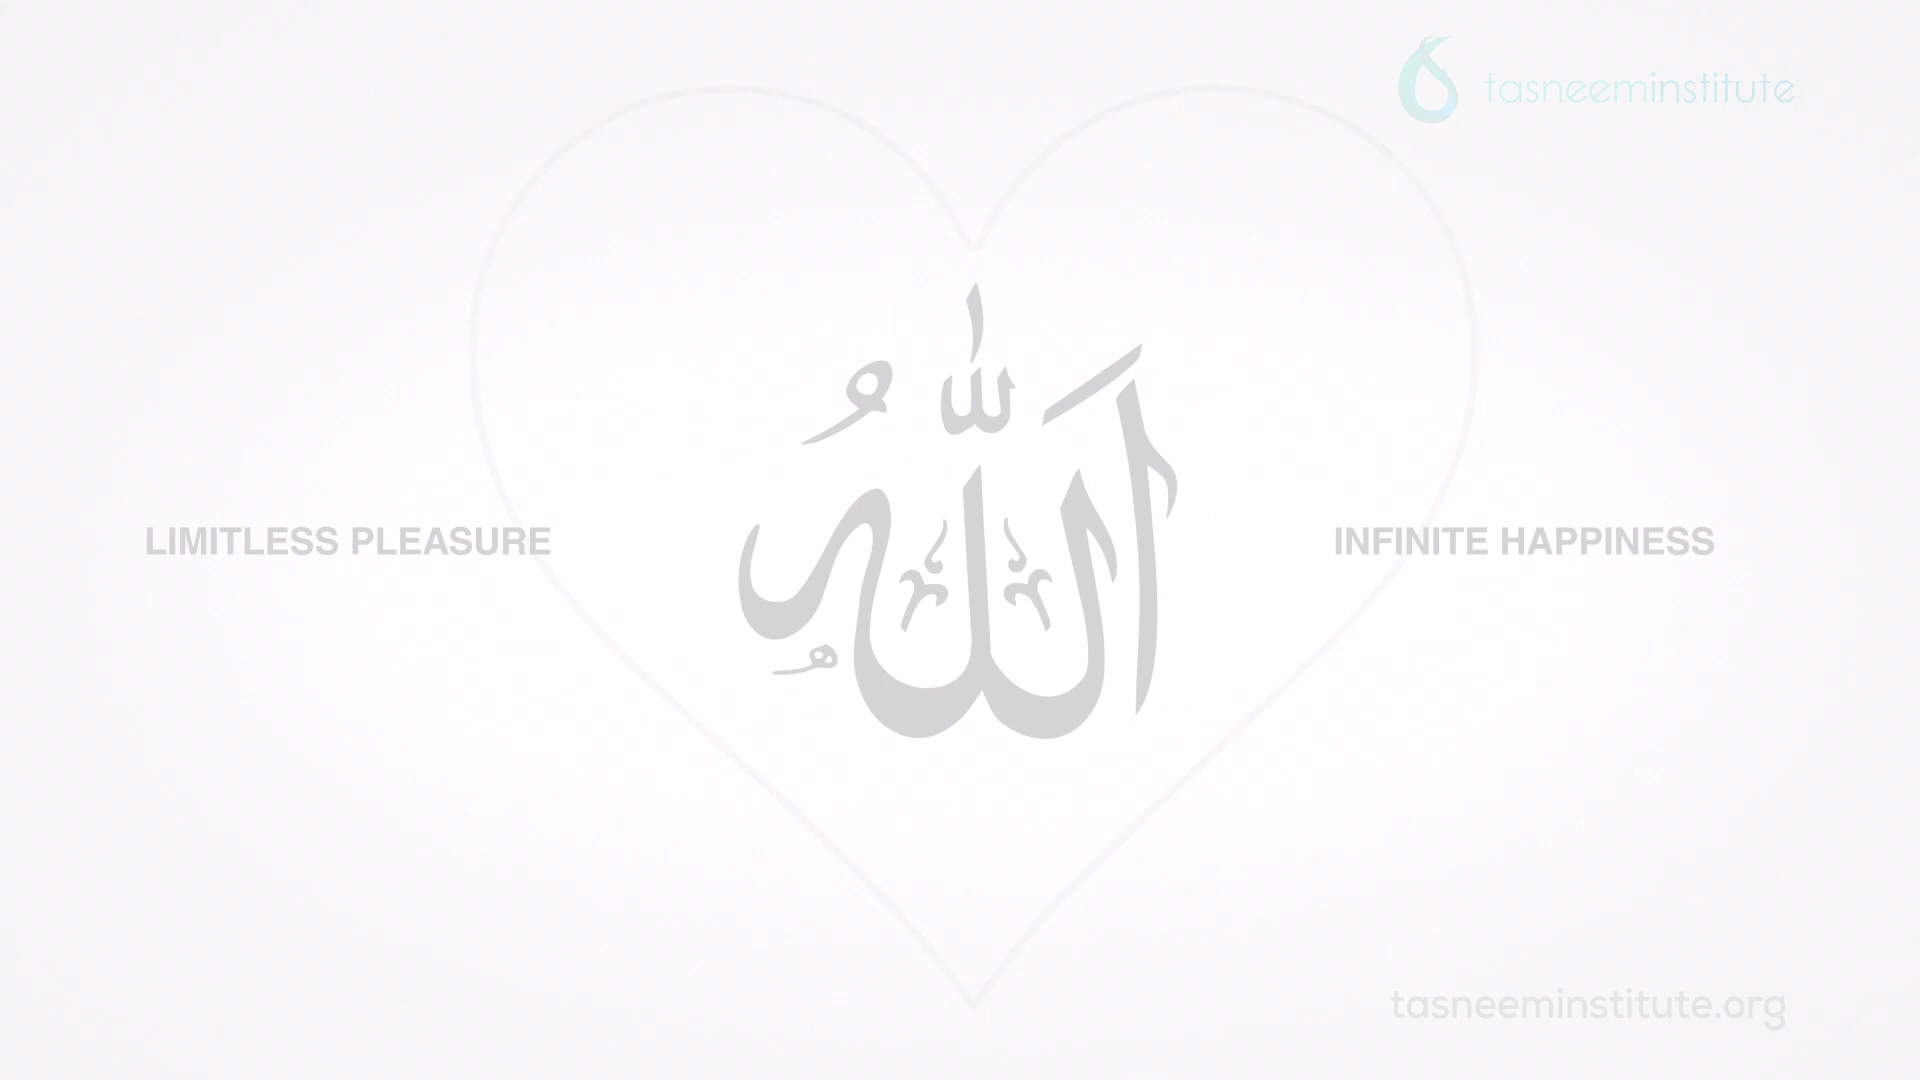 tasneeminstitute
الله
LIMITLESS PLEASURE
INFINITE HAPPINESS
tasneeminstitute.org